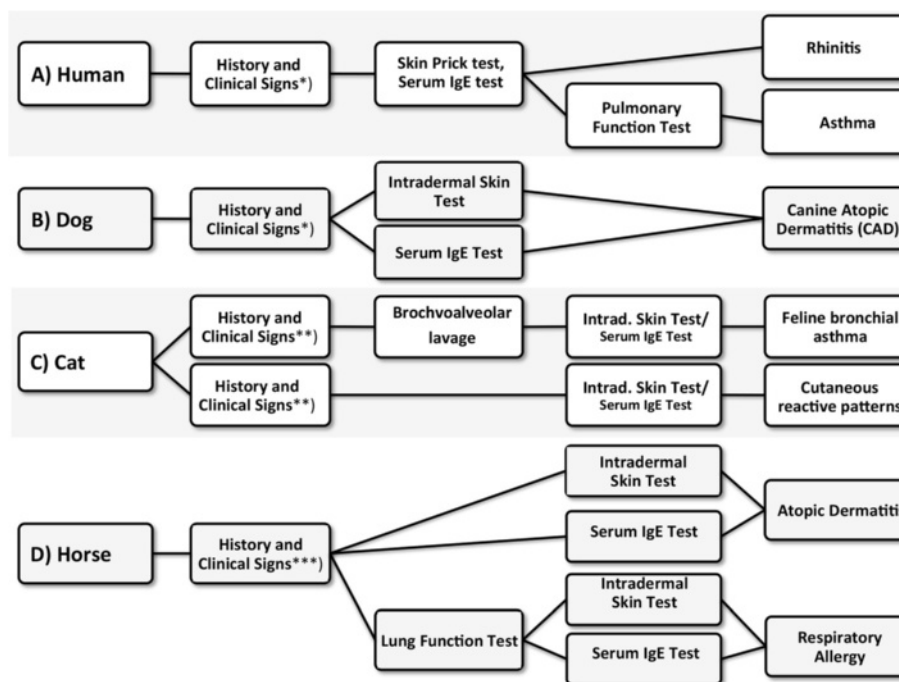 A) Human
History and
Clinical Signs*)
Skin Prick test,
Serum IgE test
Rhinitis
Pulmonary
Function Test
Asthma
B) Dog
History and
Clinical Signs*)
Intradermal Skin
Test
Serum IgE Test
Canine Atopic
Dermatitis (CAD)
C) Cat
History and
Clinical Signs**)
Brochvoalveolar
lavage
Intrad. Skin Test/
Serum IgE Test
Feline bronchial
asthma
History and
Clinical Signs**)
Intrad. Skin Test/
Serum IgE Test
Cutaneous
reactive patterns
D) Horse
History and
Clinical Signs***)
Intradermal
Skin Test
Serum IgE Test
Atopic Dermatiti
Lung Function Test
Intradermal
Skin Test
Serum IgE Test
Respiratory
Allergy